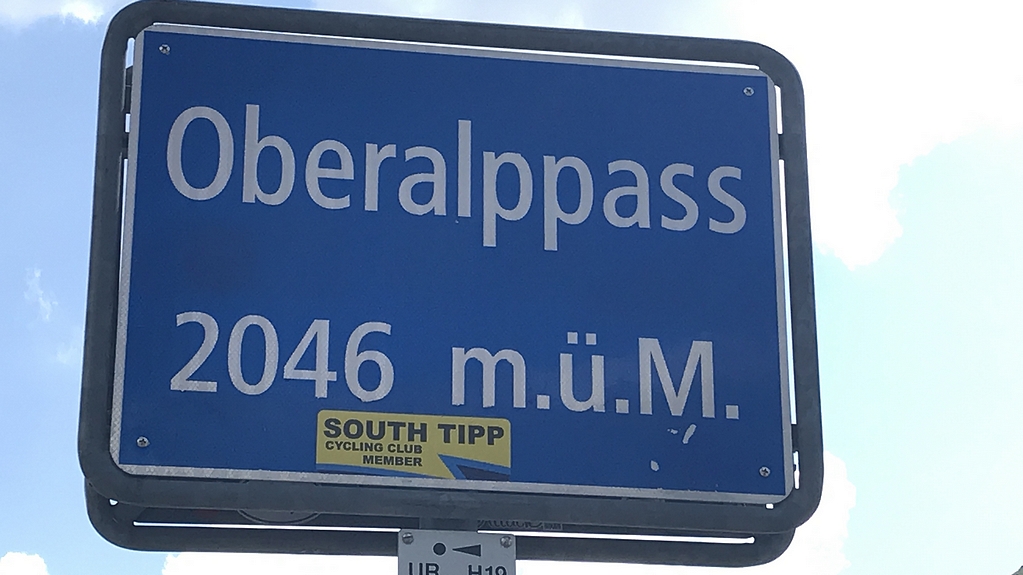 Oberalppass
2046 m.ü.M.
SOUTH TIPP
CYCLING CLUB
MEMBER
UR H19